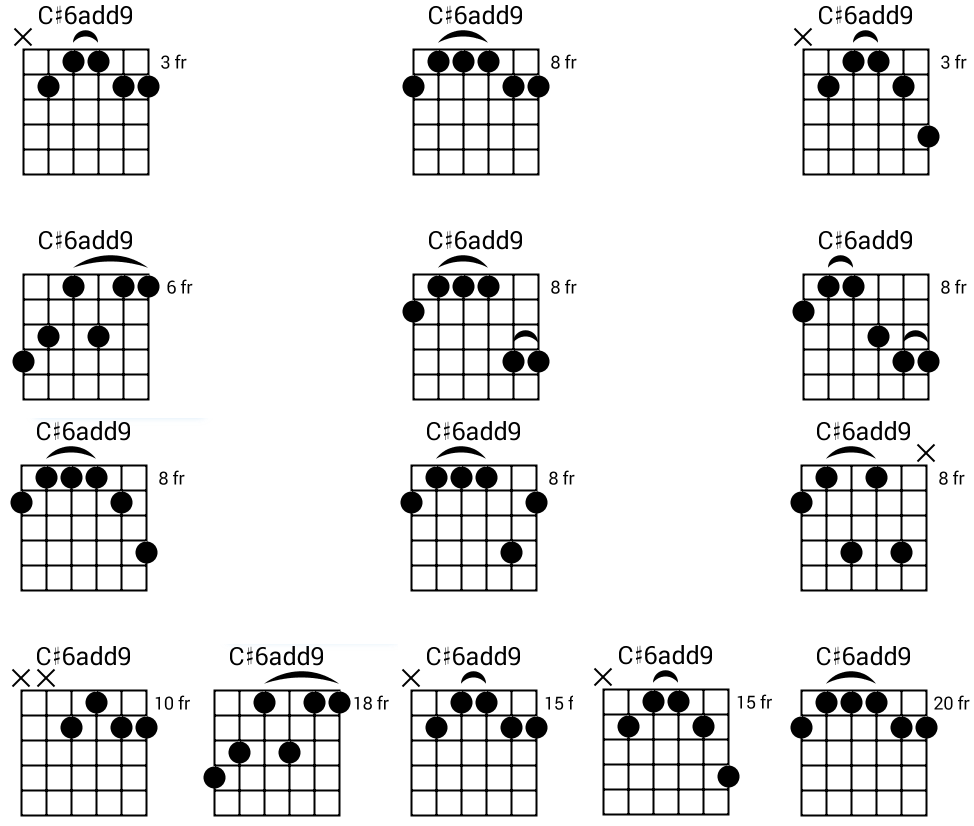 C♯6add9 C♯6add9 C♯6add9
× ×
3 fr 8 fr 3 fr
C♯6add9 C♯6add9 C♯6add9
6 fr 8 fr 8 fr
C♯6add9 C♯6add9 C♯6add9
×
8 fr 8 fr 8 fr
C♯6add9 C♯6add9 C♯6add9 C♯6add9 C♯6add9
× × × ×
10 fr 18 fr 15 f 15 fr 20 fr